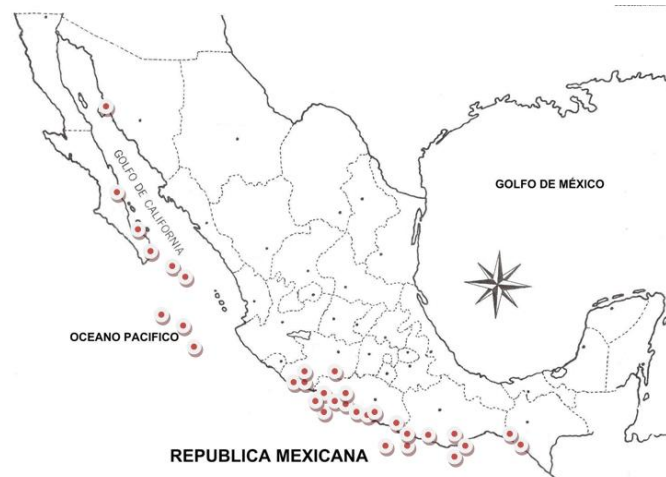 GOLFO DE CALIFORNIA
GOLFO DE MÉXICO
OCEANO PACIFICO
REPUBLICA MEXICANA